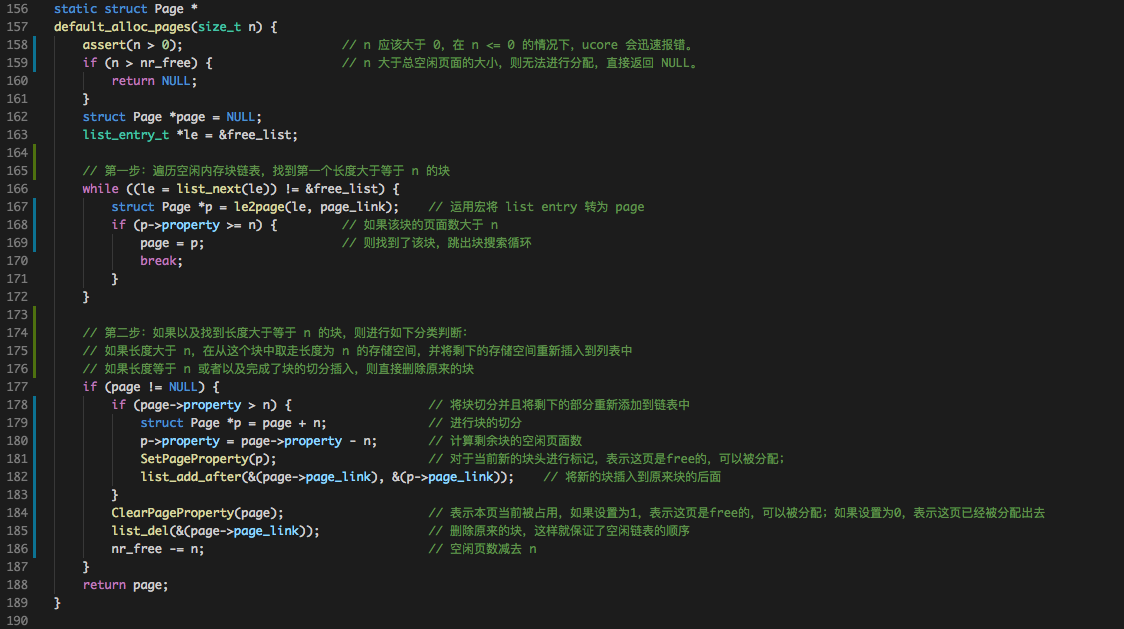 156 static struct Page *
157 default_alloc_pages(size_t n) {
158     assert(n > 0);                      // n 应该大于 0，在 n <= 0 的情况下，ucore 会迅速报错。
159     if (n > nr_free) {                  // n 大于总空闲页面的大小，则无法进行分配，直接返回 NULL。
160         return NULL;
161     }
162     struct Page *page = NULL;
163     list_entry_t *le = &free_list;
164
165     // 第一步：遍历空闲内存块链表，找到第一个长度大于等于 n 的块
166     while ((le = list_next(le)) != &free_list) {
167         struct Page *p = le2page(le, page_link);    // 运用宏将 list entry 转为 page
168         if (p->property >= n) {         // 如果该块的页面数大于 n
169             page = p;                   // 则找到了该块，跳出块搜索循环
170             break;
171         }
172     }
173
174     // 第二步：如果以及找到长度大于等于 n 的块，则进行如下分类判断：
175     // 如果长度大于 n，在从这个块中取走长度为 n 的存储空间，并将剩下的存储空间重新插入到列表中
176     // 如果长度等于 n 或者以及完成了块的切分插入，则直接删除原来的块
177     if (page != NULL) {
178         if (page->property > n) {                   // 将块切分并且将剩下的部分重新添加到链表中
179             struct Page *p = page + n;              // 进行块的切分
180             p->property = page->property - n;       // 计算剩余块的空闲页面数
181             SetPageProperty(p);                     // 对于当前新的块头进行标记，表示这页是free的，可以被分配；
182             list_add_after(&(page->page_link), &(p->page_link));    // 将新的块插入到原来块的后面
183         }
184         ClearPageProperty(page);                    // 表示本页当前被占用，如果设置为1，表示这页是free的，可以被分配；如果设置为0，表示这页已经被分配出去
185         list_del(&(page->page_link));               // 删除原来的块，这样就保证了空闲链表的顺序
186         nr_free -= n;                               // 空闲页数减去 n
187     }
188     return page;
189 }
190